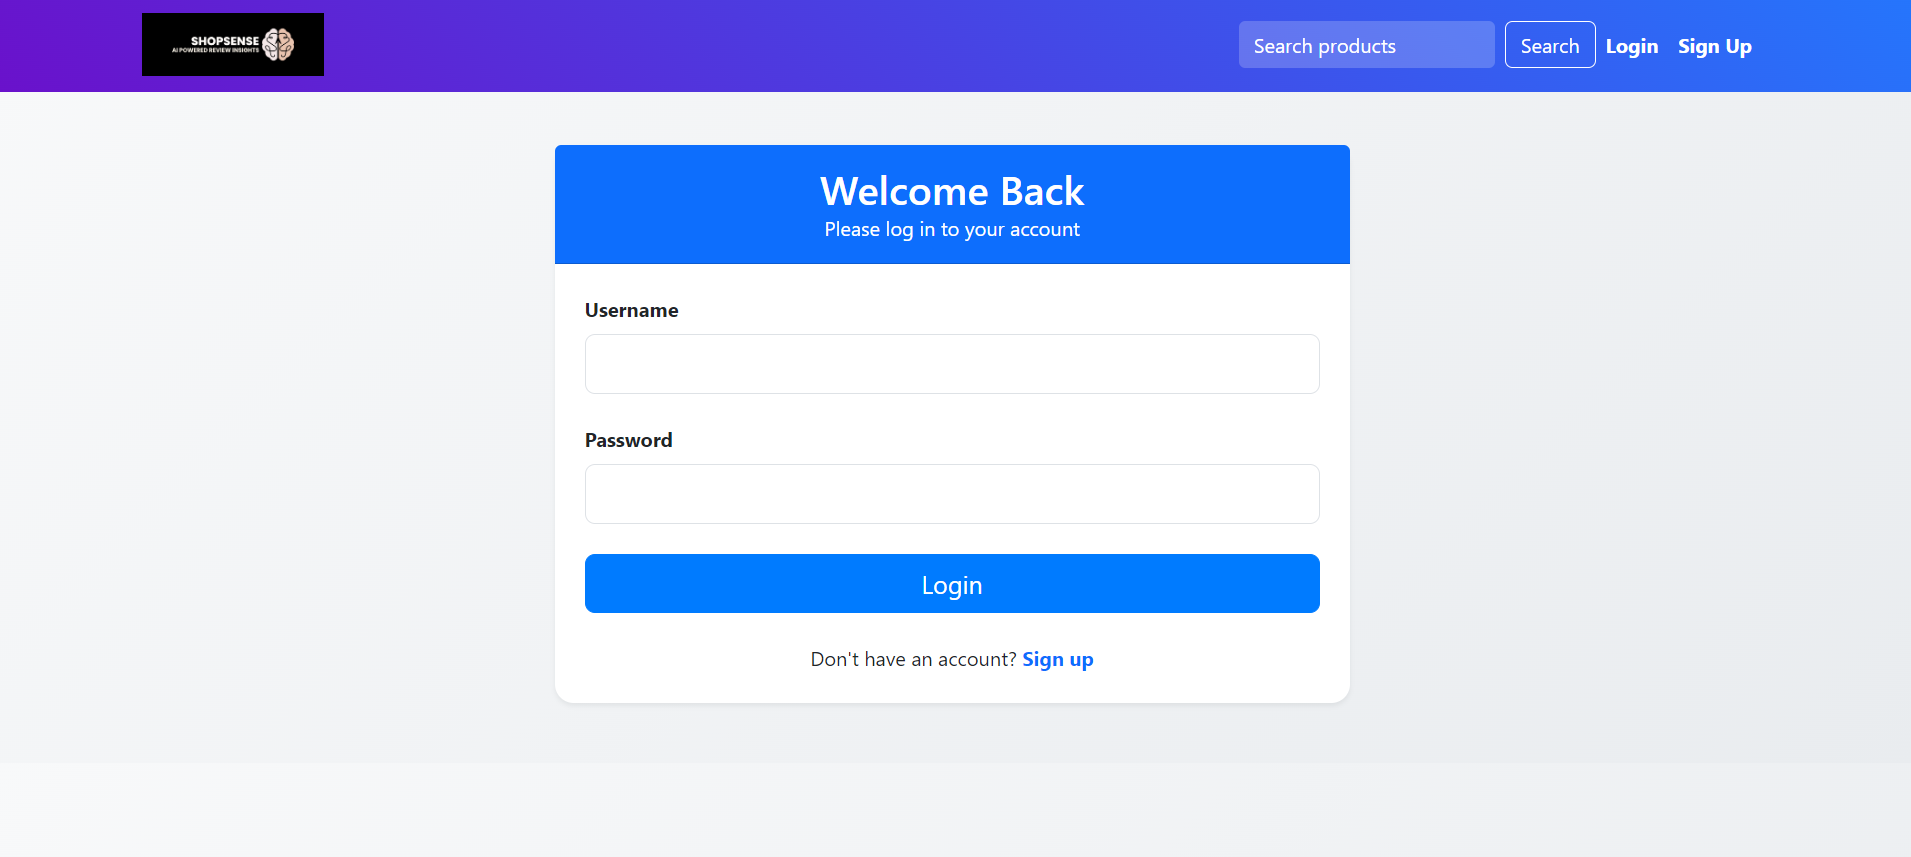 SHOPSENSE
AI POWERED REVIEW INSIGHTS
Search products
Search
Login
Sign Up
Welcome Back
Please log in to your account
Username
Password
Login
Don't have an account? Sign up